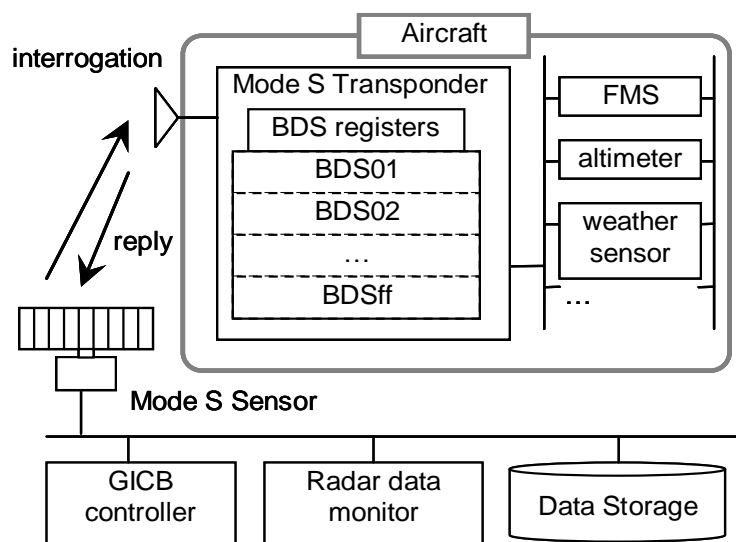 Aircraft
interrogation
Mode S Transponder
BDS registers
BDS01
BDS02
...
BDSff
FMS
altimeter
weather
sensor
...
reply
Mode S Sensor
GICB
controller
Radar data
monitor
Data Storage